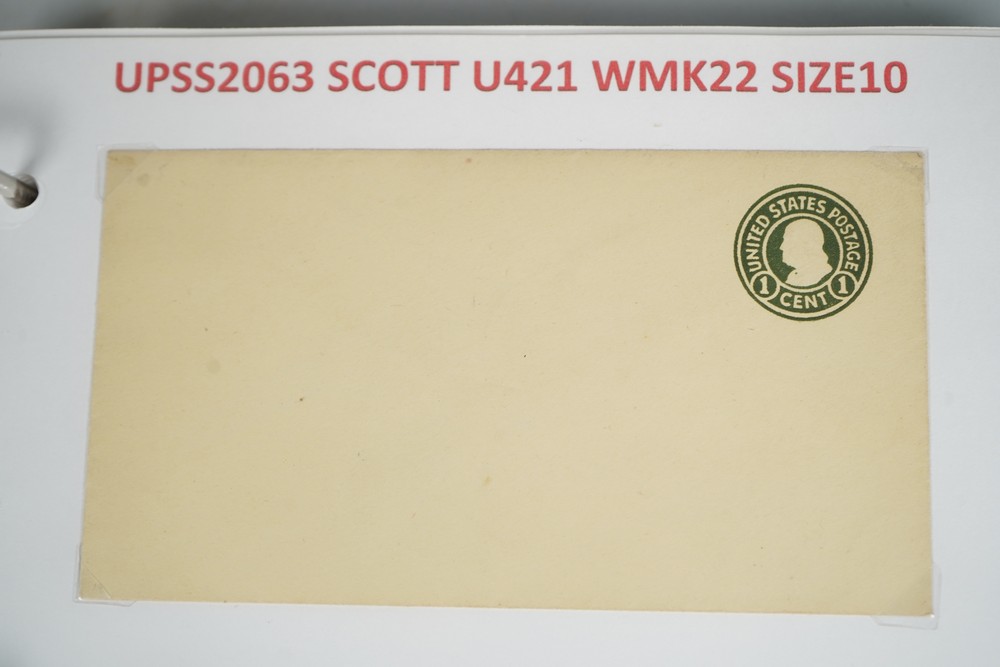 UPSS2063 SCOTT U421 WMK22 SIZE10
UNITED STATES POSTAGE
1 CENT 1